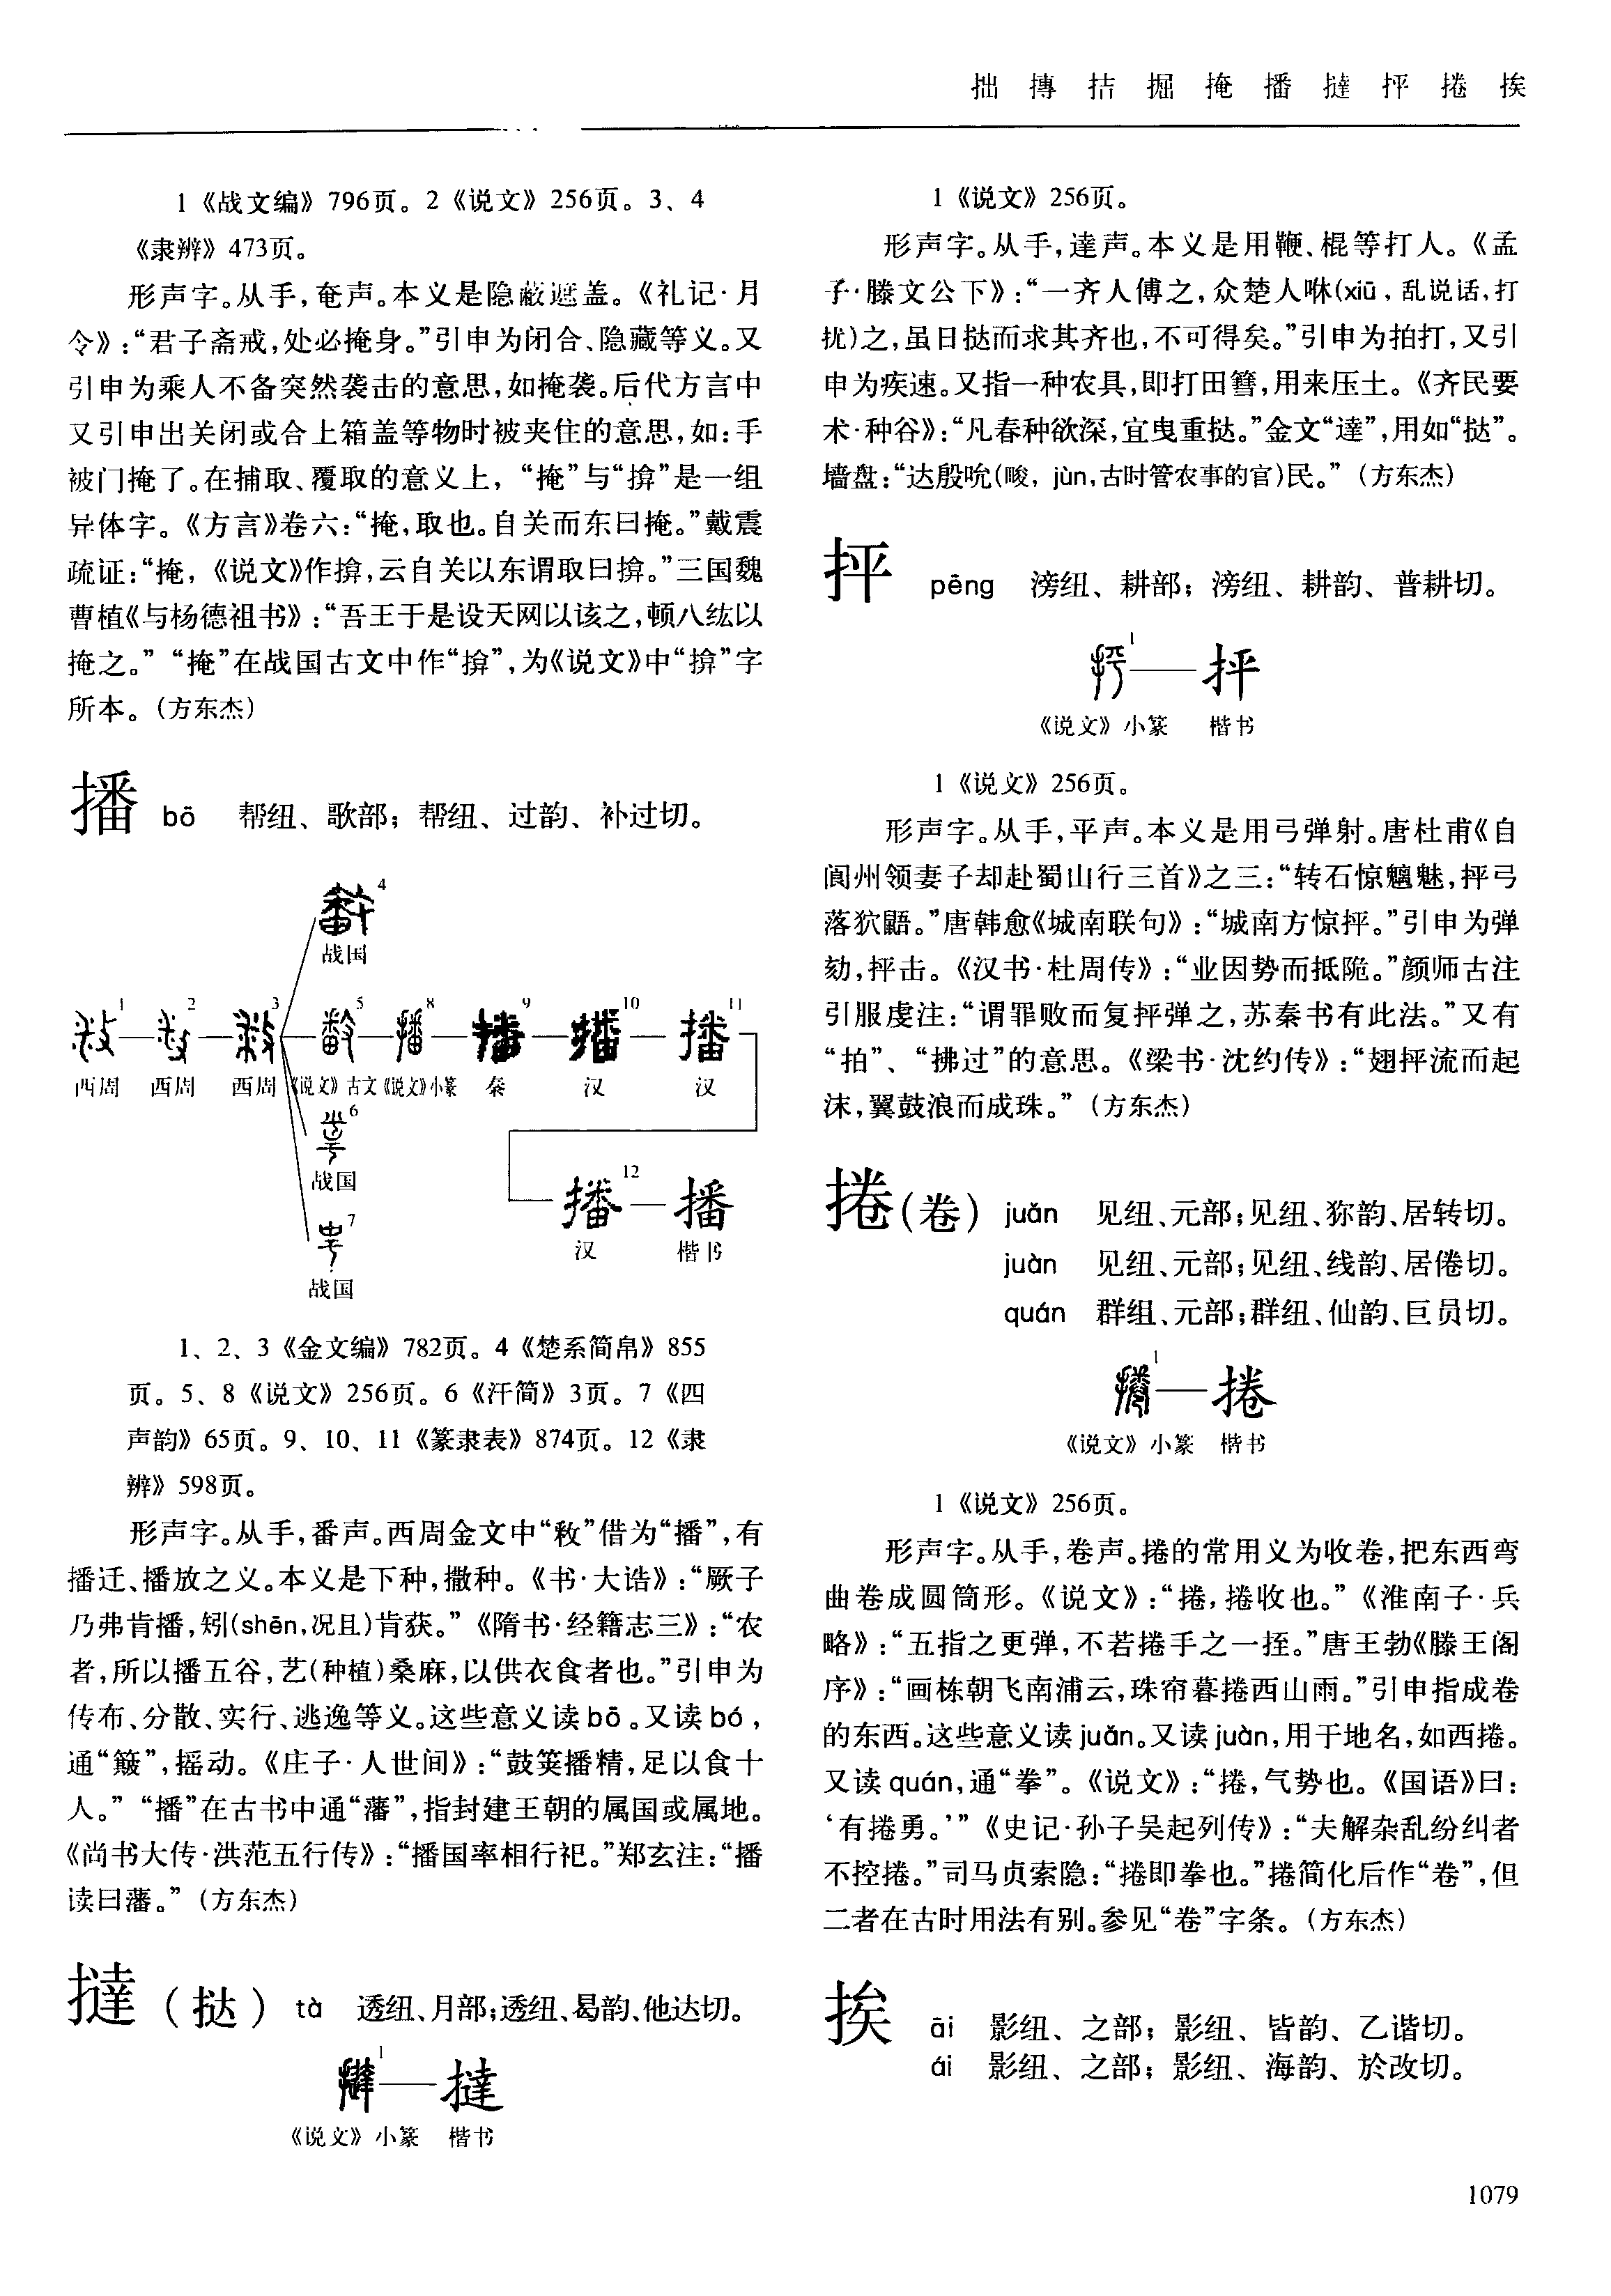 拙 摶 拮 掘 掩 播 撻 抨 捲 挨
1《战文编》796页。2《说文》256页。3、4
《隶辨》473页。
形声字。从手，奄声。本义是隐蔽遮盖。《礼记·月
令》：“君子斋戒，处必掩身。”引申为闭合、隐藏等义。又
引申为乘人不备突然袭击的意思，如掩袭。后代方言中
又引申出关闭或合上箱盖等物时被夹住的意思，如：手
被门掩了。在捕取、覆取的意义上，“掩”与“揜”是一组
异体字。《方言》卷六：“掩，取也。自关而东曰掩。”戴震
疏证：“掩，《说文》作揜，云自关以东谓取曰揜。”三国魏
曹植《与杨德祖书》：“吾王于是设天网以该之，顿八纮以
掩之。”“掩”在战国古文中作“揜”，为《说文》中“揜”字
所本。（方东杰）
播 bō 帮纽、歌部；帮纽、过韵、补过切。
4
战国
1 2 3 5 8 9 10 11
西周 西周 西周 《说文》古文 《说文》小篆 秦 汉 汉
6
战国
12 播
7
汉 楷书
战国
1、2、3《金文编》782页。4《楚系简帛》855
页。5、8《说文》256页。6《汗简》3页。7《四
声韵》65页。9、10、11《篆隶表》874页。12《隶
辨》598页。
形声字。从手，番声。西周金文中“敉”借为“播”，有
播迁、播放之义。本义是下种，撒种。《书·大诰》：“厥子
乃弗肯播，矧(shēn，况且)肯获。”《隋书·经籍志三》：“农
者，所以播五谷，艺(种植)桑麻，以供衣食者也。”引申为
传布、分散、实行、逃逸等义。这些意义读bō。又读bó，
通“簸”，摇动。《庄子·人世间》：“鼓筴播精，足以食十
人。”“播”在古书中通“藩”，指封建王朝的属国或属地。
《尚书大传·洪范五行传》：“播国率相行祀。”郑玄注：“播
读曰藩。”（方东杰）
撻（挞）tà 透纽、月部；透纽、曷韵、他达切。
1 撻
《说文》小篆 楷书
1《说文》256页。
形声字。从手，達声。本义是用鞭、棍等打人。《孟
子·滕文公下》：“一齐人傅之，众楚人咻(xiū，乱说话，打
扰)之，虽日挞而求其齐也，不可得矣。”引申为拍打，又引
申为疾速。又指一种农具，即打田篲，用来压土。《齐民要
术·种谷》：“凡春种欲深，宜曳重挞。”金文“達”，用如“挞”。
墙盘：“达殷吮(畯，jùn，古时管农事的官)民。”（方东杰）
抨 pēng 滂纽、耕部；滂纽、耕韵、普耕切。
1 抨
《说文》小篆 楷书
1《说文》256页。
形声字。从手，平声。本义是用弓弹射。唐杜甫《自
阆州领妻子却赴蜀山行三首》之三：“转石惊魑魅，抨弓
落狖鼯。”唐韩愈《城南联句》：“城南方惊抨。”引申为弹
劾，抨击。《汉书·杜周传》：“业因势而抵陒。”颜师古注
引服虔注：“谓罪败而复抨弹之，苏秦书有此法。”又有
“拍”、“拂过”的意思。《梁书·沈约传》：“翅抨流而起
沫，翼鼓浪而成珠。”（方东杰）
捲（卷）juǎn 见纽、元部；见纽、狝韵、居转切。
juàn 见纽、元部；见纽、线韵、居倦切。
quán 群纽、元部；群纽、仙韵、巨员切。
1 捲
《说文》小篆 楷书
1《说文》256页。
形声字。从手，卷声。捲的常用义为收卷，把东西弯
曲卷成圆筒形。《说文》：“捲，捲收也。”《淮南子·兵
略》：“五指之更弹，不若捲手之一挃。”唐王勃《滕王阁
序》：“画栋朝飞南浦云，珠帘暮捲西山雨。”引申指成卷
的东西。这些意义读juǎn。又读juàn，用于地名，如西捲。
又读quán，通“拳”。《说文》：“捲，气势也。《国语》曰：
‘有捲勇。’”《史记·孙子吴起列传》：“夫解杂乱纷纠者
不控捲。”司马贞索隐：“捲即拳也。”捲简化后作“卷”，但
二者在古时用法有别。参见“卷”字条。（方东杰）
挨 āi 影纽、之部；影纽、皆韵、乙谐切。
ái 影纽、之部；影纽、海韵、於改切。
1079